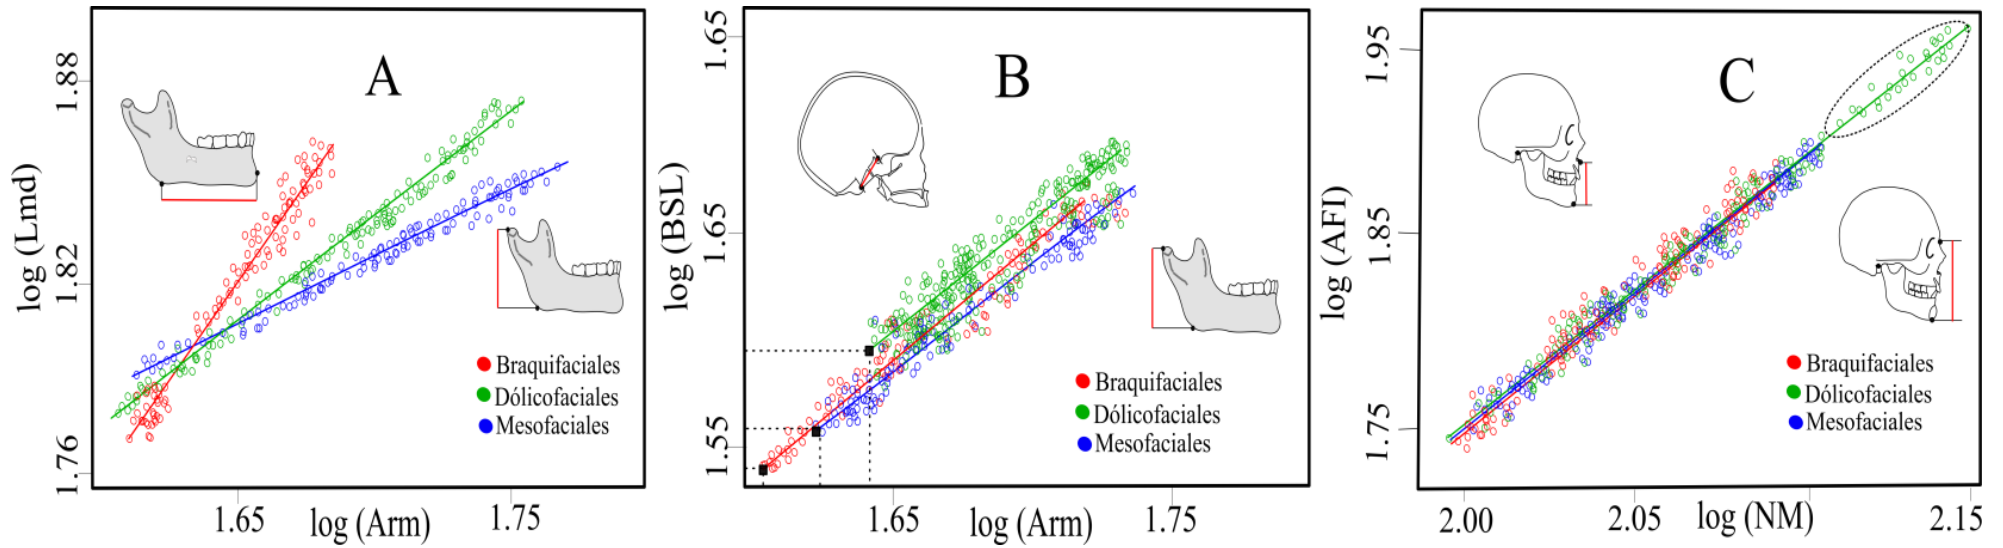 A
log (Lmd)
1.88
1.82
1.76
Braquifaciales
Dólicofaciales
Mesofaciales
1.65
log (Arm)
1.75
B
log (BSL)
1.65
1.65
1.55
Braquifaciales
Dólicofaciales
Mesofaciales
1.65
log (Arm)
1.75
C
log (AFI)
1.95
1.85
1.75
Braquifaciales
Dólicofaciales
Mesofaciales
2.00
2.05
log (NM)
2.15